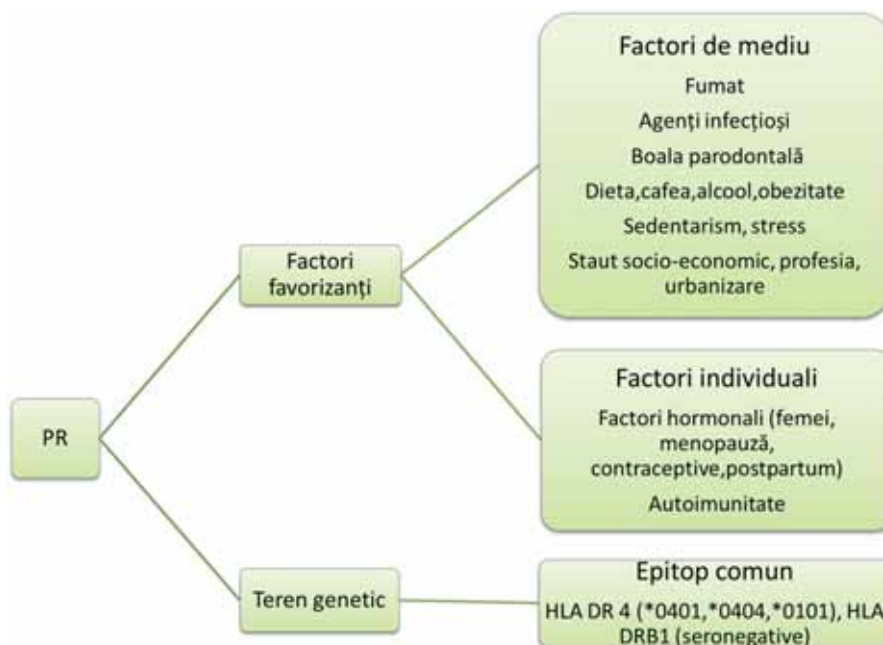 PR
Factori
favorizanți
Factori de mediu
Fumat
Agenți infecțioși
Boala parodontală
Dieta,cafea,alcool,obezitate
Sedentarism, stress
Staut socio-economic, profesia,
urbanizare
Factori individuali
Factori hormonali (femei,
menopauză,
contraceptive,postpartum)
Autoimunitate
Teren genetic
Epitop comun
HLA DR 4 (*0401,*0404,*0101), HLA
DRB1 (seronegative)